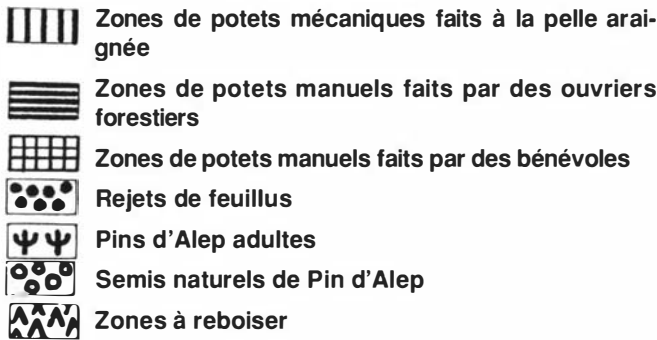 Zones de potets mécaniques faits à la pelle arai-
gnée
Zones de potets manuels faits par des ouvriers
forestiers
Zones de potets manuels faits par des bénévoles
Rejets de feuillus
Pins d'Alep adultes
Semis naturels de Pin d'Alep
Zones à reboiser